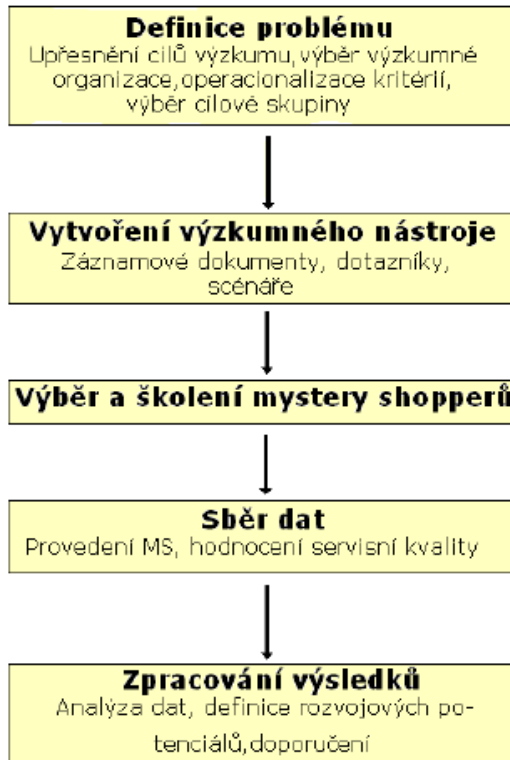 Definice problému
Upřesnění cílů výzkumu, výběr výzkumné
organizace, operacionalizace kritérií,
výběr cílové skupiny
Vytvoření výzkumného nástroje
Záznamové dokumenty, dotazníky,
scénáře
Výběr a školení mystery shopperů
Sběr dat
Provedení MS, hodnocení servisní kvality
Zpracování výsledků
Analýza dat, definice rozvojových po-
tenciálů, doporučení